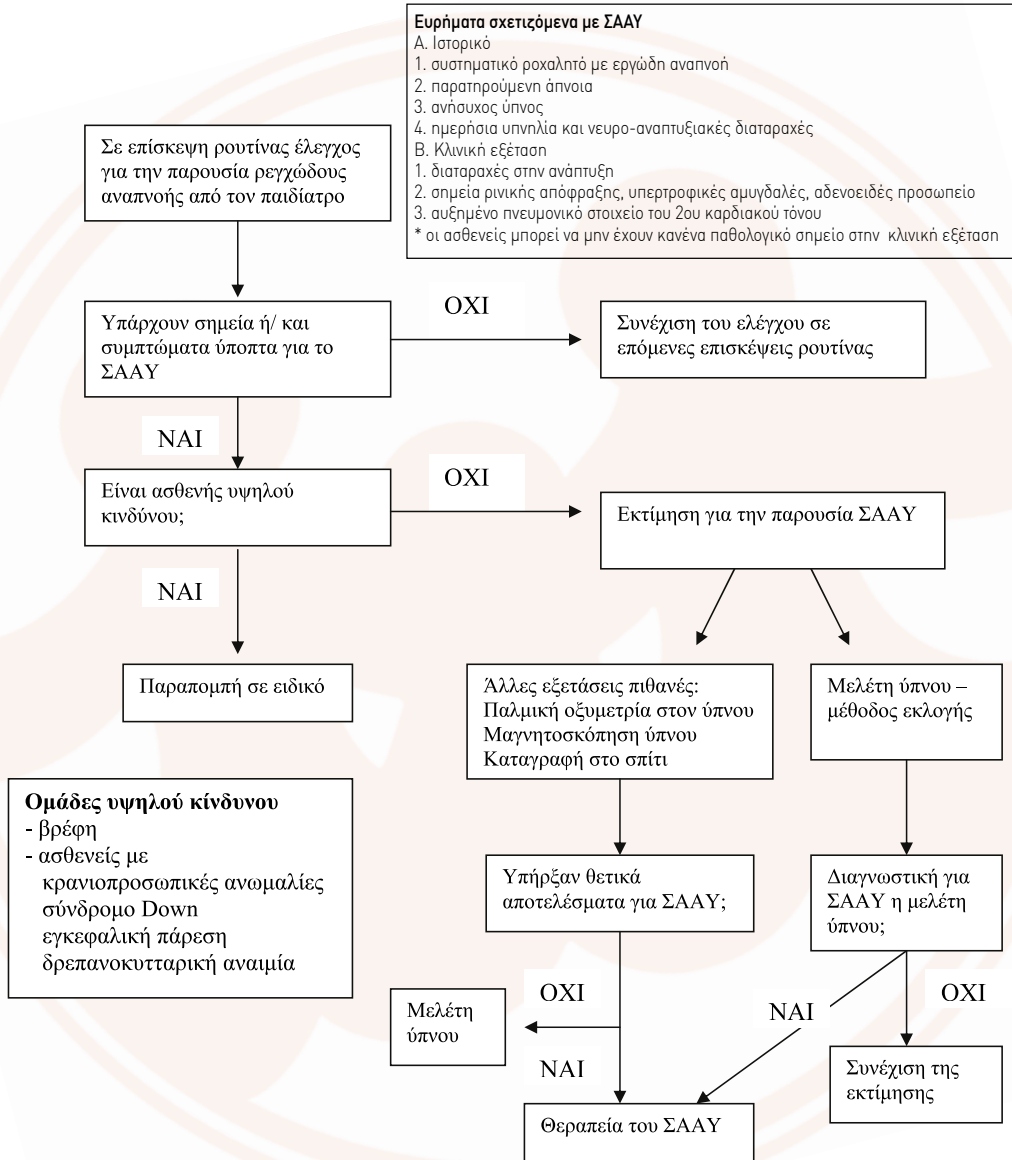 Ευρήματα σχετιζόμενα με ΣΑΑΥ
Α. Ιστορικό
1. συστηματικό ροχαλητό με εργώδη αναπνοή
2. παρατηρούμενη άπνοια
3. ανήσυχος ύπνος
4. ημερήσια υπνηλία και νευρο-αναπτυξιακές διαταραχές
Β. Κλινική εξέταση
1. διαταραχές στην ανάπτυξη
2. σημεία ρινικής απόφραξης, υπερτροφικές αμυγδαλές, αδενοειδές προσωπείο
3. αυξημένο πνευμονικό στοιχείο του 2ου καρδιακού τόνου
* οι ασθενείς μπορεί να μην έχουν κανένα παθολογικό σημείο στην κλινική εξέταση
Σε επίσκεψη ρουτίνας έλεγχος
για την παρουσία ρεγχώδους
αναπνοής από τον παιδίατρο
Υπάρχουν σημεία ή/ και
συμπτώματα ύποπτα για το
ΣΑΑΥ
ΟΧΙ
Συνέχιση του ελέγχου σε
επόμενες επισκέψεις ρουτίνας
ΝΑΙ
Είναι ασθενής υψηλού
κινδύνου;
ΟΧΙ
Εκτίμηση για την παρουσία ΣΑΑΥ
ΝΑΙ
Παραπομπή σε ειδικό
Άλλες εξετάσεις πιθανές:
Παλμική οξυμετρία στον ύπνου
Μαγνητοσκόπηση ύπνου
Καταγραφή στο σπίτι
Μελέτη ύπνου –
μέθοδος εκλογής
Ομάδες υψηλού κίνδυνου
- βρέφη
- ασθενείς με
κρανιοπροσωπικές ανωμαλίες
σύνδρομο Down
εγκεφαλική πάρεση
δρεπανοκυτταρική αναιμία
Υπήρξαν θετικά
αποτελέσματα για ΣΑΑΥ;
Διαγνωστική για
ΣΑΑΥ η μελέτη
ύπνου;
ΟΧΙ
Μελέτη
ύπνου
ΝΑΙ
ΝΑΙ
ΟΧΙ
Συνέχιση της
εκτίμησης
Θεραπεία του ΣΑΑΥ